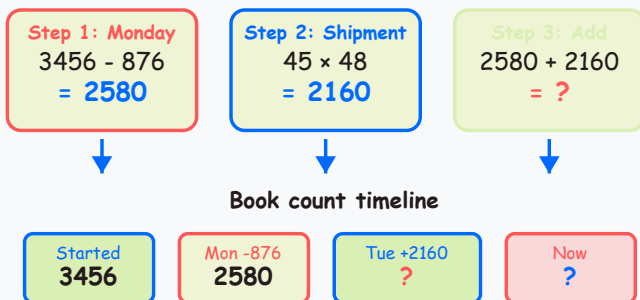 Step 1: Monday
3456 - 876
= 2580
Step 2: Shipment
45 × 48
= 2160
Step 3: Add
2580 + 2160
= ?
Book count timeline
Started
3456
Mon -876
2580
Tue +2160
?
Now
?